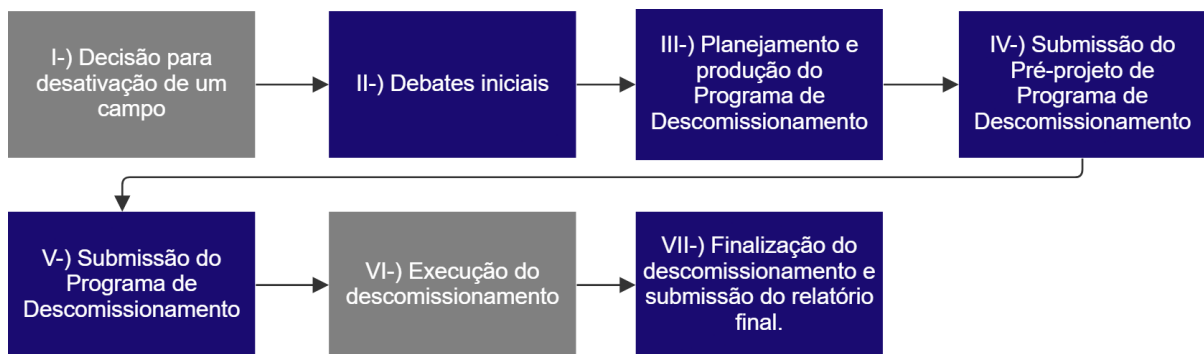 I-) Decisão para
desativação de um
campo
II-) Debates iniciais
III-) Planejamento e
produção do
Programa de
Descomissionamento
IV-) Submissão do
Pré-projeto de
Programa de
Descomissionamento
V-) Submissão do
Programa de
Descomissionamento
VI-) Execução do
descomissionamento
VII-) Finalização do
descomissionamento e
submissão do relatório
final.